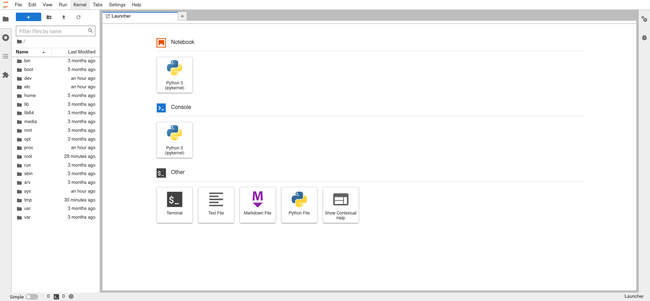 File Edit View Run Kernel Tabs Settings Help
+
Filter files by name
/
Name Last Modified
bin 3 months ago
boot 5 months ago
dev an hour ago
etc an hour ago
home 5 months ago
lib 3 months ago
lib64 3 months ago
media 3 months ago
mnt 3 months ago
opt 3 months ago
proc an hour ago
root 29 minutes ago
run 3 months ago
sbin 3 months ago
srv 3 months ago
sys an hour ago
tmp 30 minutes ago
usr 3 months ago
var 3 months ago
Launcher +
Notebook
Python 3
(ipykernel)
Console
Python 3
(ipykernel)
$_ Other
$_
M
Terminal
Text File
Markdown File
Python File
Show Contextual
Help
Simple 0 0 Launcher